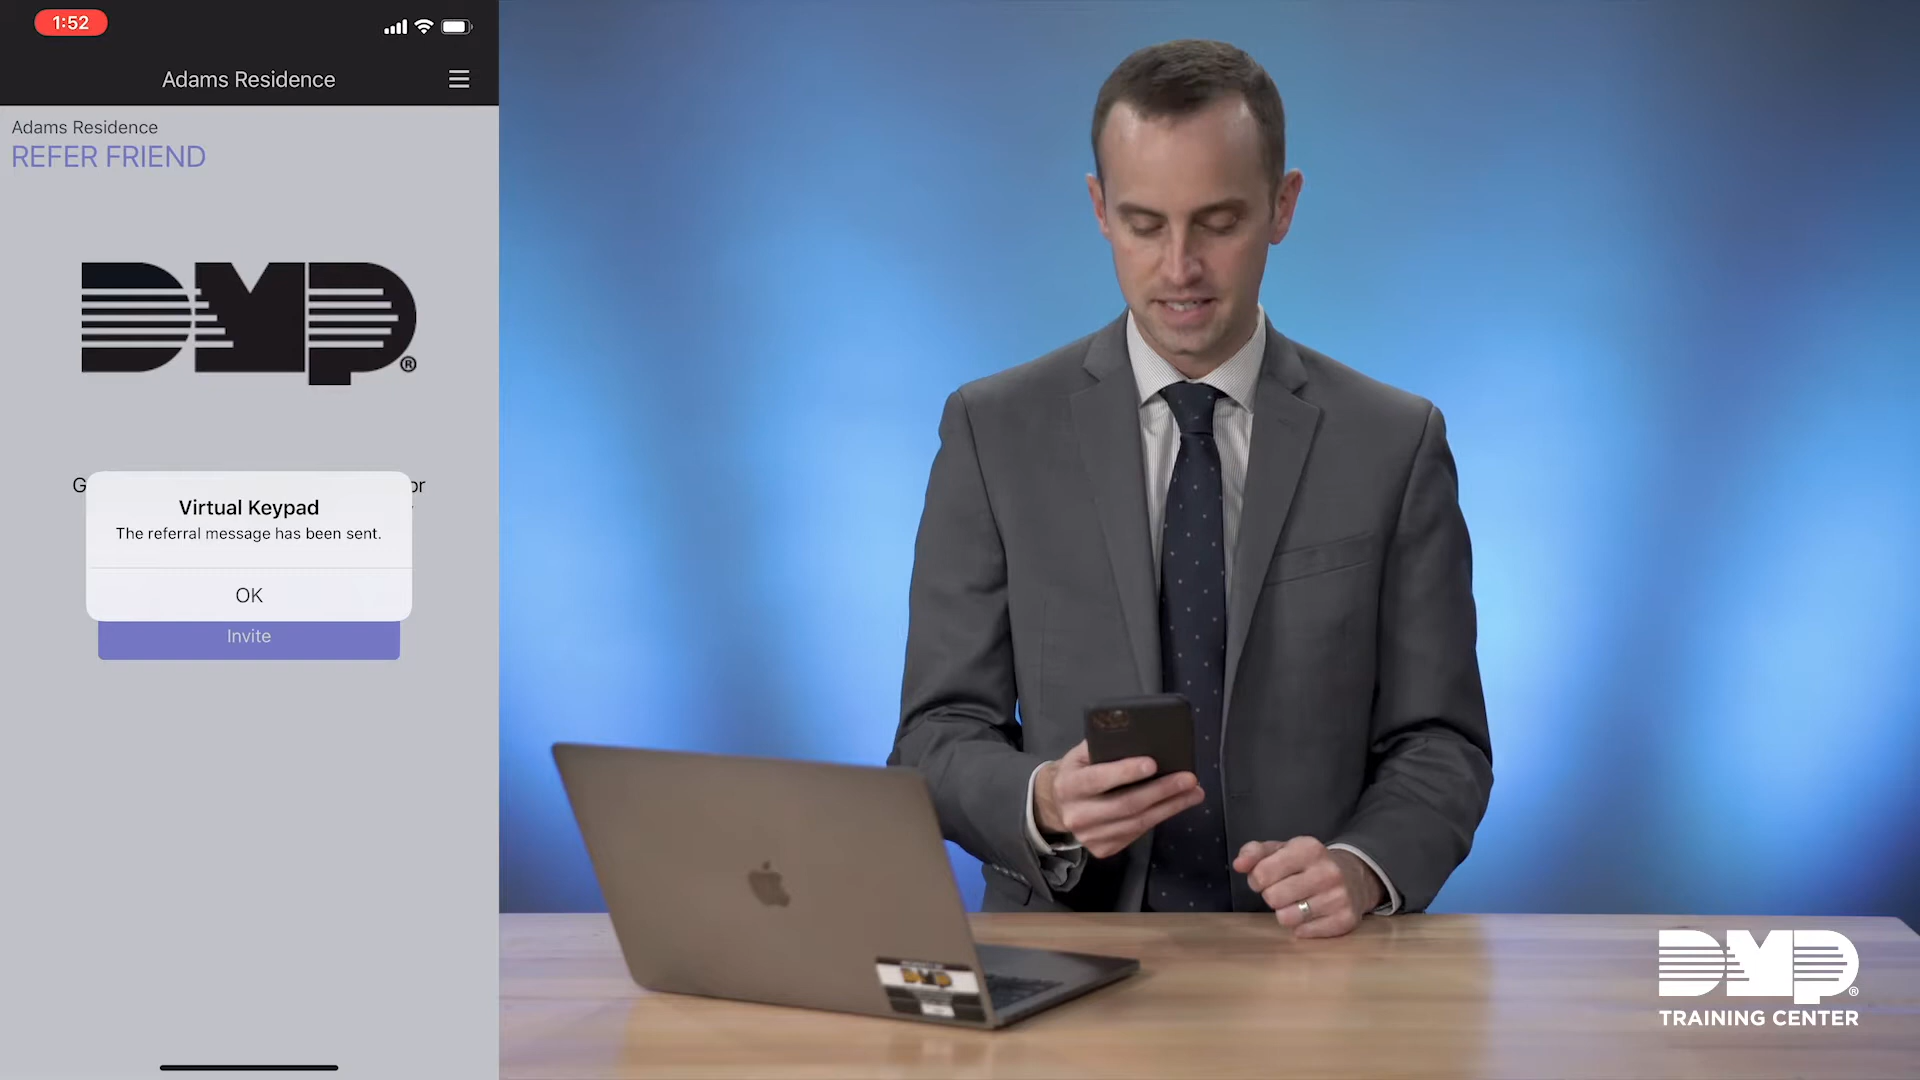 1:52
Adams Residence
Adams Residence
REFER FRIEND
DMP®
G
or
Virtual Keypad
The referral message has been sent.
OK
Invite
DMP
DMP®
TRAINING CENTER